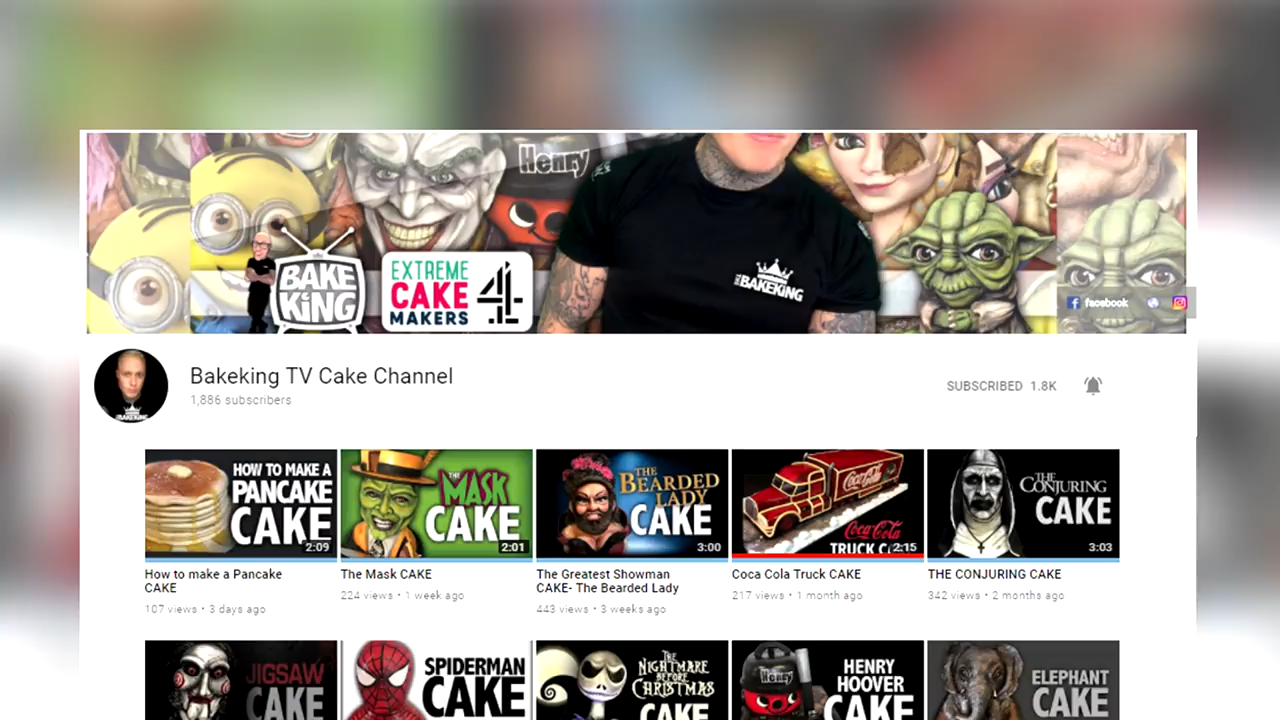 Henry
THE
BAKEKING
BAKE
KING
EXTREME
CAKE
MAKERS
4
facebook
BAKEKING
Bakeking TV Cake Channel
1,886 subscribers
SUBSCRIBED 1.8K
HOW TO MAKE A
PANCAKE
CAKE
2:09
THE
MASK
CAKE
2:01
THE
BEARDED
LADY
CAKE
3:00
Coca-Cola
Coca-Cola
TRUCK C
2:15
THE
CONJURING
CAKE
3:03
How to make a Pancake
CAKE
107 views • 3 days ago
The Mask CAKE
224 views • 1 week ago
The Greatest Showman
CAKE- The Bearded Lady
443 views • 3 weeks ago
Coca Cola Truck CAKE
217 views • 1 month ago
THE CONJURING CAKE
342 views • 2 months ago
JIGSAW
CAKE
SPIDERMAN
CAKE
THE
NIGHTMARE
BEFORE
CHRISTMAS
CAKE
Henry
HENRY
HOOVER
CAKE
ELEPHANT
CAKE